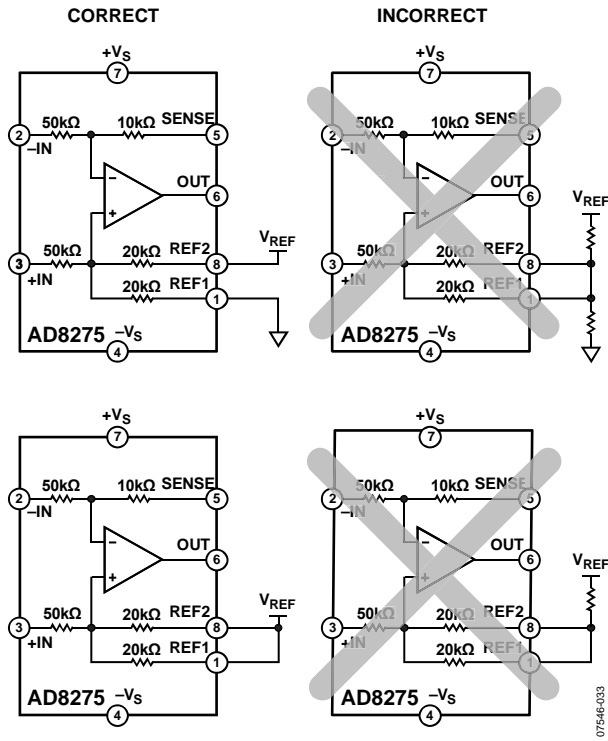 CORRECT
+VS
7
50kΩ
10kΩ
SENSE
2
–IN
5
–
OUT
6
+
50kΩ
20kΩ
REF2
VREF
3
+IN
8
20kΩ
REF1
1
AD8275
–VS
4
INCORRECT
+VS
7
50kΩ
10kΩ
SENSE
2
–IN
5
–
OUT
6
+
VREF
50kΩ
20kΩ
REF2
3
+IN
8
20kΩ
REF1
1
AD8275
–VS
4
+VS
7
50kΩ
10kΩ
SENSE
2
–IN
5
–
OUT
6
+
50kΩ
20kΩ
REF2
VREF
3
+IN
8
20kΩ
REF1
1
AD8275
–VS
4
+VS
7
50kΩ
10kΩ
SENSE
2
–IN
5
–
OUT
6
+
VREF
50kΩ
20kΩ
REF2
3
+IN
8
20kΩ
REF1
1
AD8275
–VS
4
07546-033